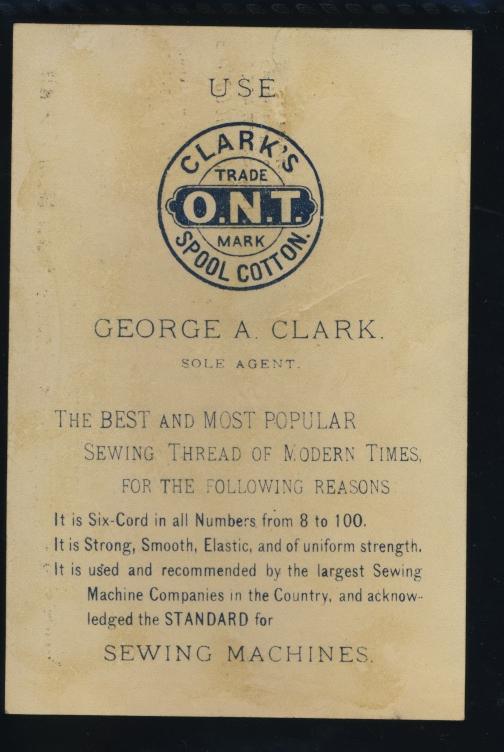 USE
CLARK'S
TRADE
O.N.T.
MARK
SPOOL COTTON.
GEORGE A. CLARK.
SOLE AGENT.
THE BEST AND MOST POPULAR
SEWING THREAD OF MODERN TIMES,
FOR THE FOLLOWING REASONS
It is Six-Cord in all Numbers from 8 to 100.
It is Strong, Smooth, Elastic, and of uniform strength.
It is used and recommended by the largest Sewing
Machine Companies in the Country, and acknow-
ledged the STANDARD for
SEWING MACHINES.